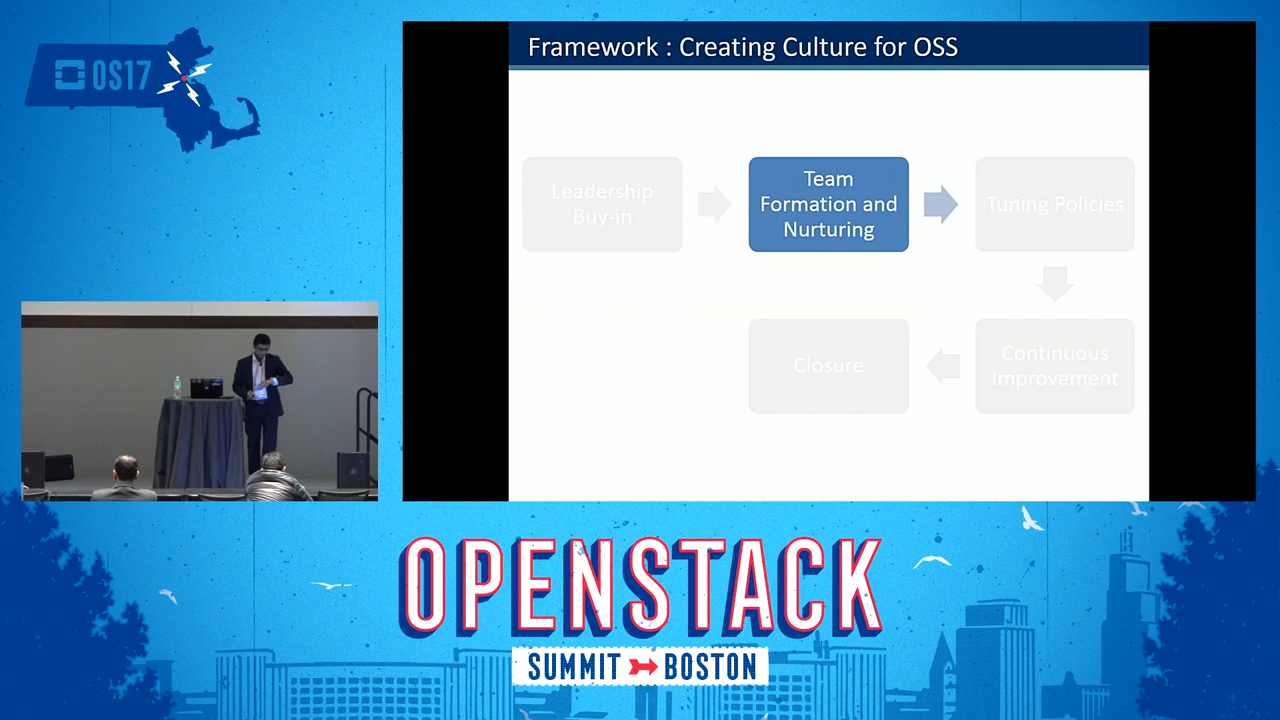 OS17
Framework : Creating Culture for OSS
Leadership
Buy-in
Team
Formation and
Nurturing
Tuning Policies
Closure
Continuous
Improvement
OPENSTACK
SUMMIT BOSTON